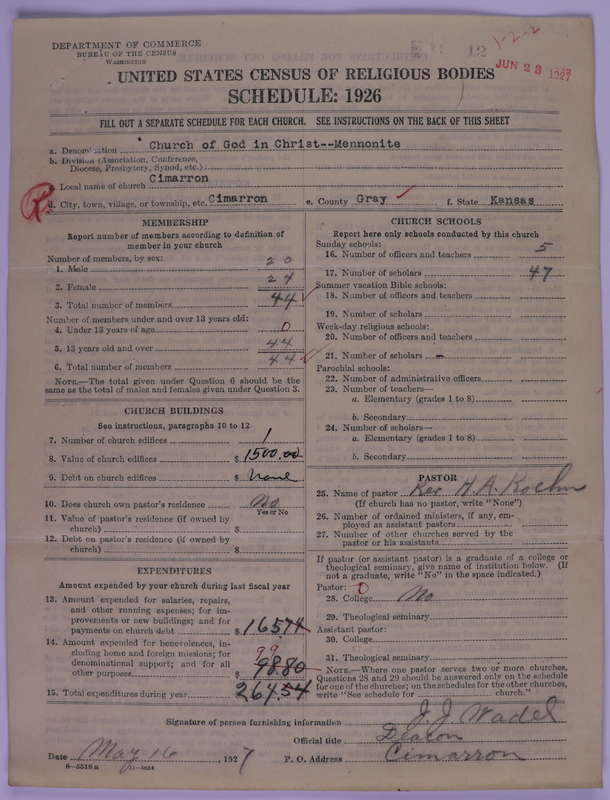 DEPARTMENT OF COMMERCE
BUREAU OF THE CENSUS
WASHINGTON
12
1-2-2
JUN 23 1927
UNITED STATES CENSUS OF RELIGIOUS BODIES
SCHEDULE: 1926
FILL OUT A SEPARATE SCHEDULE FOR EACH CHURCH. SEE INSTRUCTIONS ON THE BACK OF THIS SHEET
a. Denomination Church of God in Christ--Mennonite
b. Division (Association, Conference, Diocese, Presbytery, Synod, etc.)
Local name of church Cimarron
R
d. City, town, village, or township, etc. Cimarron e. County Gray f. State Kansas
MEMBERSHIP
Report number of members according to definition of
member in your church
Number of members, by sex:
1. Male 20
2. Female 24
3. Total number of members 44
Number of members under and over 13 years old:
4. Under 13 years of age 0
5. 13 years old and over 44
6. Total number of members 44
NOTE.—The total given under Question 6 should be
same as the total of males and females given under Question 3.
CHURCH BUILDINGS
See instructions, paragraphs 10 to 12
7. Number of church edifices 1
8. Value of church edifices $ 1500.00
9. Debt on church edifices $ None
10. Does church own pastor's residence No
Yes or No
11. Value of pastor's residence (if owned by
church) $
12. Debt on pastor's residence (if owned by
church) $
EXPENDITURES
Amount expended by your church during last fiscal year
13. Amount expended for salaries, repairs,
and other running expenses; for im-
provements or new buildings; and for
payments on church debt $ 165.74
14. Amount expended for benevolences, in-
cluding home and foreign missions; for
denominational support; and for all
other purposes $ 98.80
99
15. Total expenditures during year $ 264.54
CHURCH SCHOOLS
Report here only schools conducted by this church
Sunday schools:
16. Number of officers and teachers 5
17. Number of scholars 47
Summer vacation Bible schools:
18. Number of officers and teachers
19. Number of scholars
Week-day religious schools:
20. Number of officers and teachers
21. Number of scholars -
Parochial schools:
22. Number of administrative officers
23. Number of teachers—
a. Elementary (grades 1 to 8)
b. Secondary
24. Number of scholars—
a. Elementary (grades 1 to 8)
b. Secondary
PASTOR
25. Name of pastor Rev H.A. Koehn
(If church has no pastor, write "None")
26. Number of ordained ministers, if any, em-
ployed as assistant pastors
27. Number of other churches served by the
pastor or his assistants
If pastor (or assistant pastor) is a graduate of a college or
theological seminary, give name of institution below. (If
not a graduate, write "No" in the space indicated.)
Pastor: 0
28. College No
29. Theological seminary
Assistant pastor:
30. College
31. Theological seminary
NOTE.—Where one pastor serves two or more churches,
Questions 28 and 29 should be answered only on the schedule
for one of the churches; on the schedules for the other churches,
write "See schedule for church."
Signature of person furnishing information J.J. Wadel
Official title Deacon
Date May 16 , 1927 P. O. Address Cimarron
8—5318 a